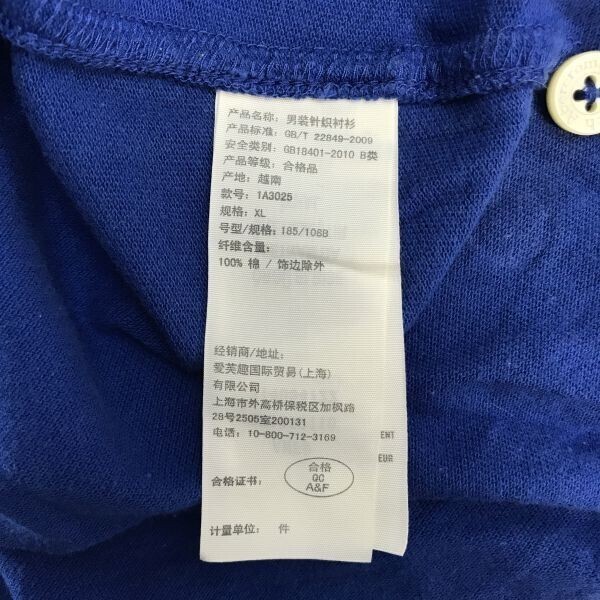 产品名称: 男装针织衬衫
产品标准: GB/T 22849-2009
安全类别: GB18401-2010 B类
产品等级: 合格品
产地: 越南
款号: 1A3025
规格: XL
号型/规格: 185/108B
纤维含量:
100% 棉 / 饰边除外
经销商/地址:
爱芙趣国际贸易(上海)
有限公司
上海市外高桥保税区加枫路
28号2505室200131
电话: 10-800-712-3169
合格证书:
合格
QC
A&F
计量单位: 件
ENT
EUR